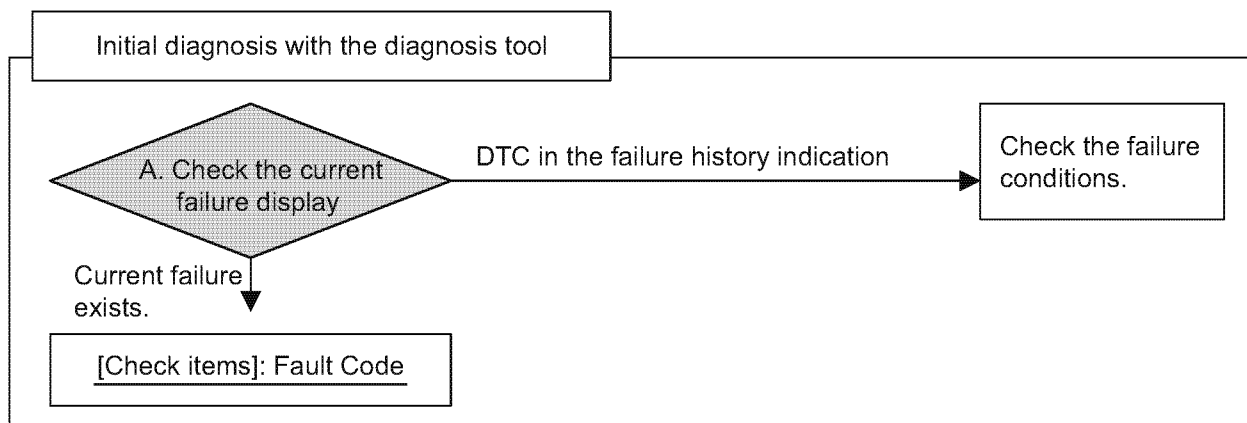 Initial diagnosis with the diagnosis tool
A. Check the current
failure display
DTC in the failure history indication
Check the failure
conditions.
Current failure
exists.
[Check items]: Fault Code